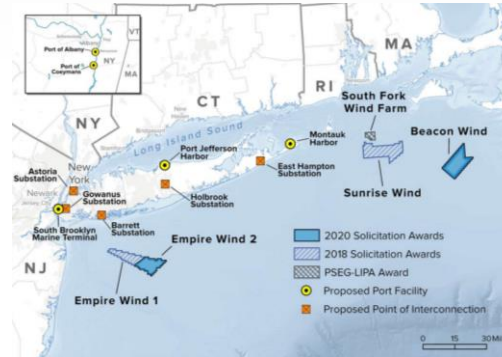 Albany
Port of Albany
NY
Port of
Coeymans
MA
VT
MA
CT
RI
NY
South Fork
Wind Farm
Beacon Wind
Long Island Sound
Montauk
Harbor
Port Jefferson
Harbor
East Hampton
Substation
Sunrise Wind
New
York
Astoria
Substation
Newark
Gowanus
Substation
Holbrook
Substation
South Brooklyn
Marine Terminal
Barrett
Substation
NJ
Empire Wind 2
Empire Wind 1
2020 Solicitation Awards
2018 Solicitation Awards
PSEG-LIPA Award
Proposed Port Facility
Proposed Point of Interconnection
0 15 30